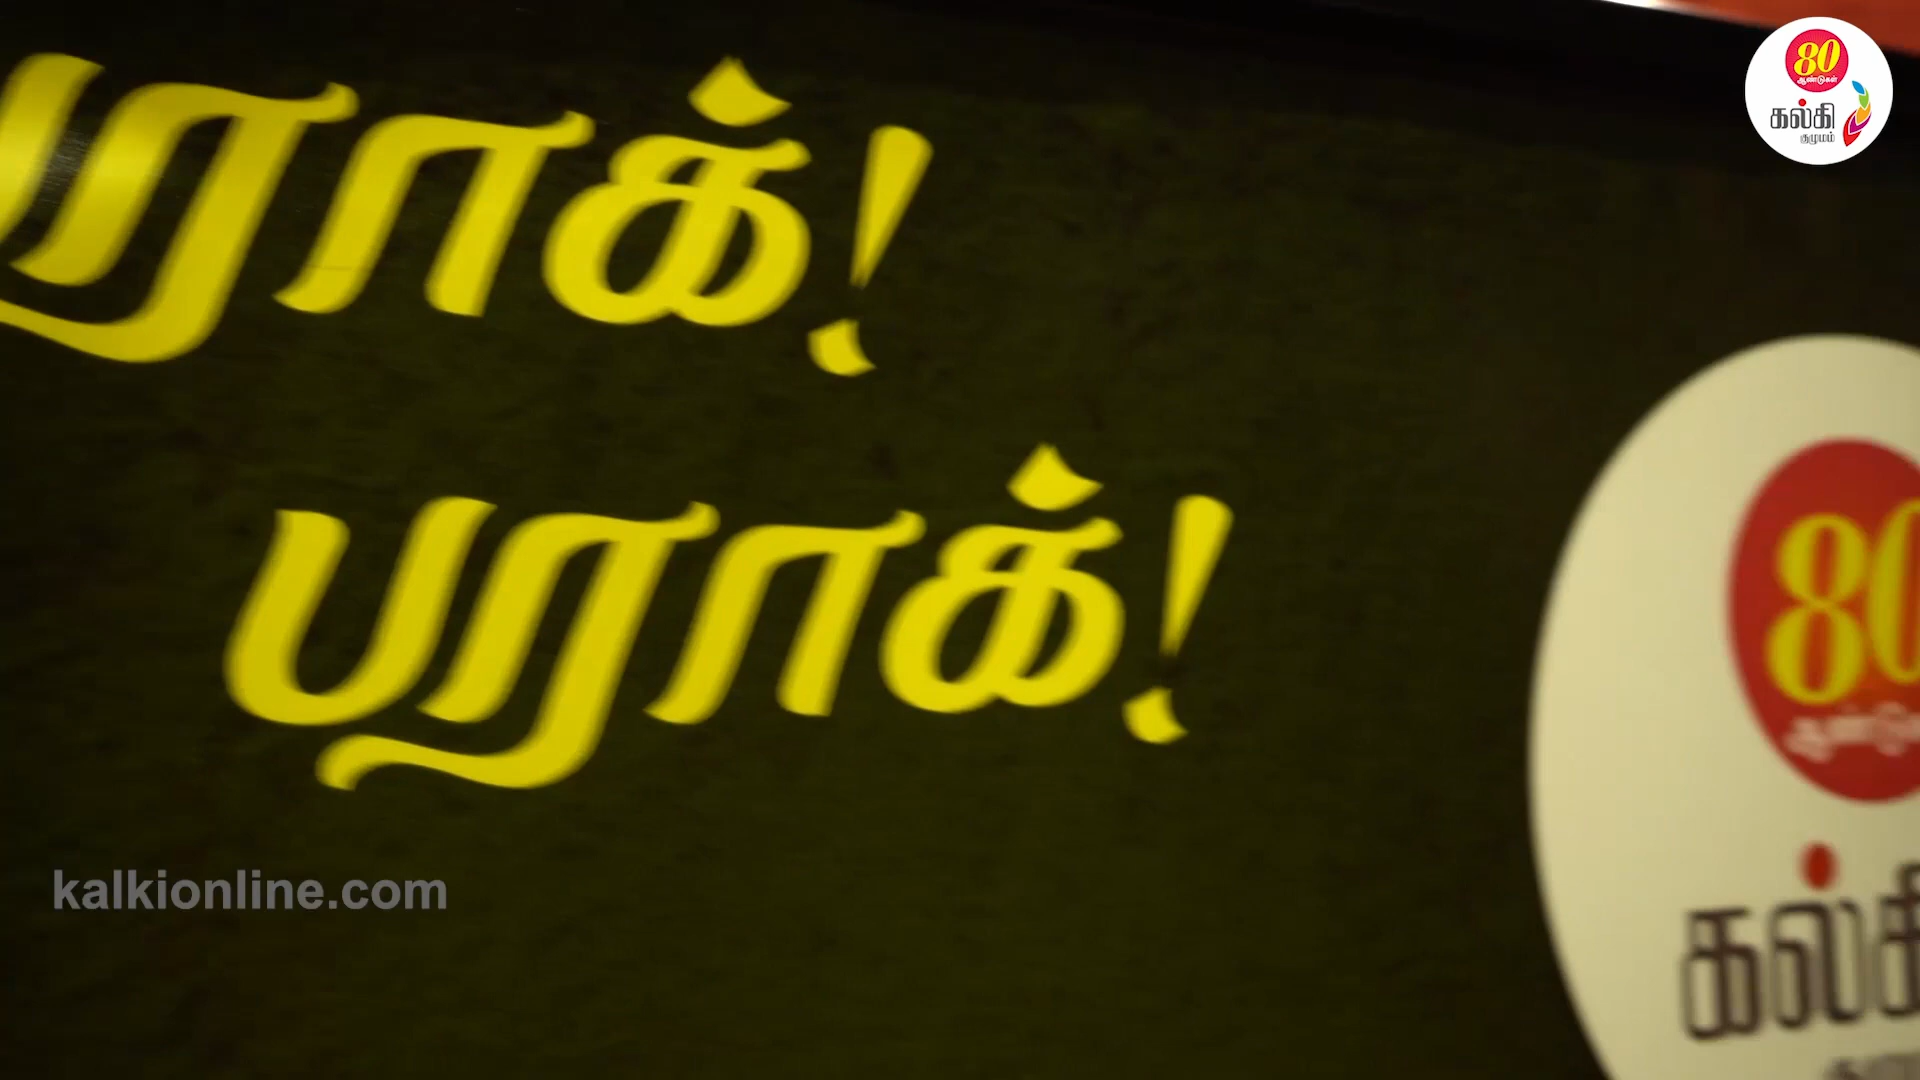 80
ஆண்டுகள்
கல்கி
குழுமம்
பராக்!
பராக்!
80
கல்கி
kalkionline.com